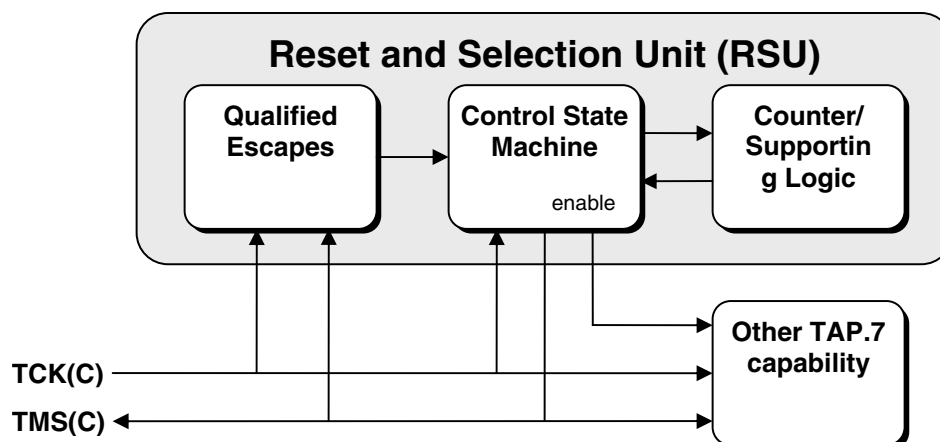 Reset and Selection Unit (RSU)
Qualified
Escapes
Control State
Machine
enable
Counter/
Supportin
g Logic
Other TAP.7
capability
TCK(C)
TMS(C)